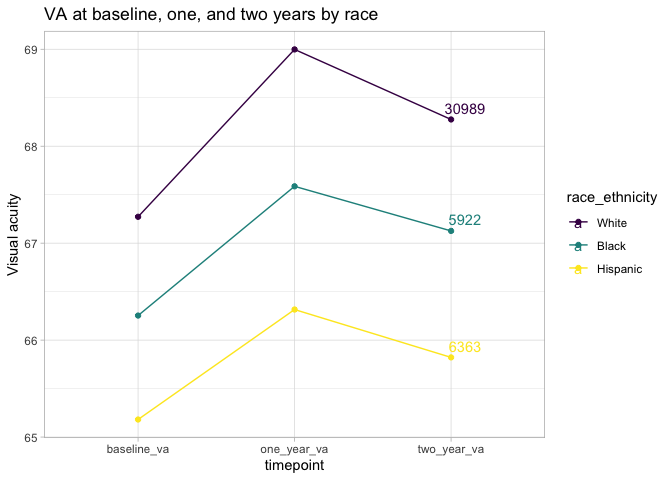 VA at baseline, one, and two years by race
Visual acuity
69
68
67
66
65
30989
5922
6363
baseline_va
one_year_va
two_year_va
timepoint
race_ethnicity
a White
a Black
a Hispanic